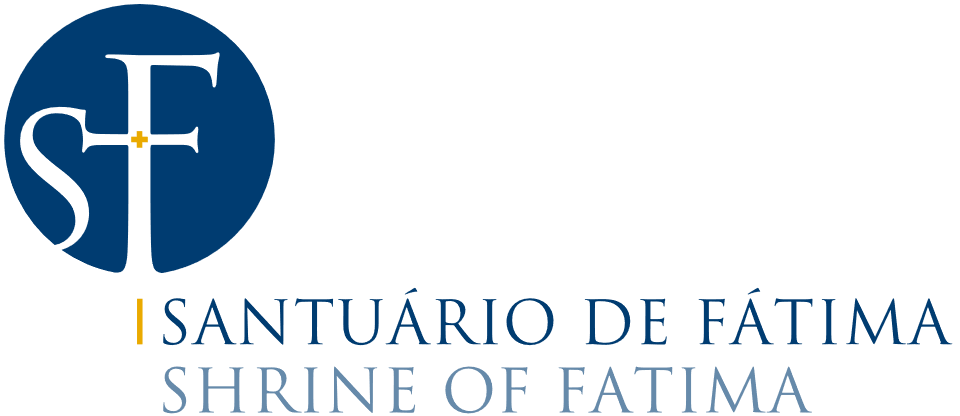 SF
SANTUÁRIO DE FÁTIMA
SHRINE OF FATIMA